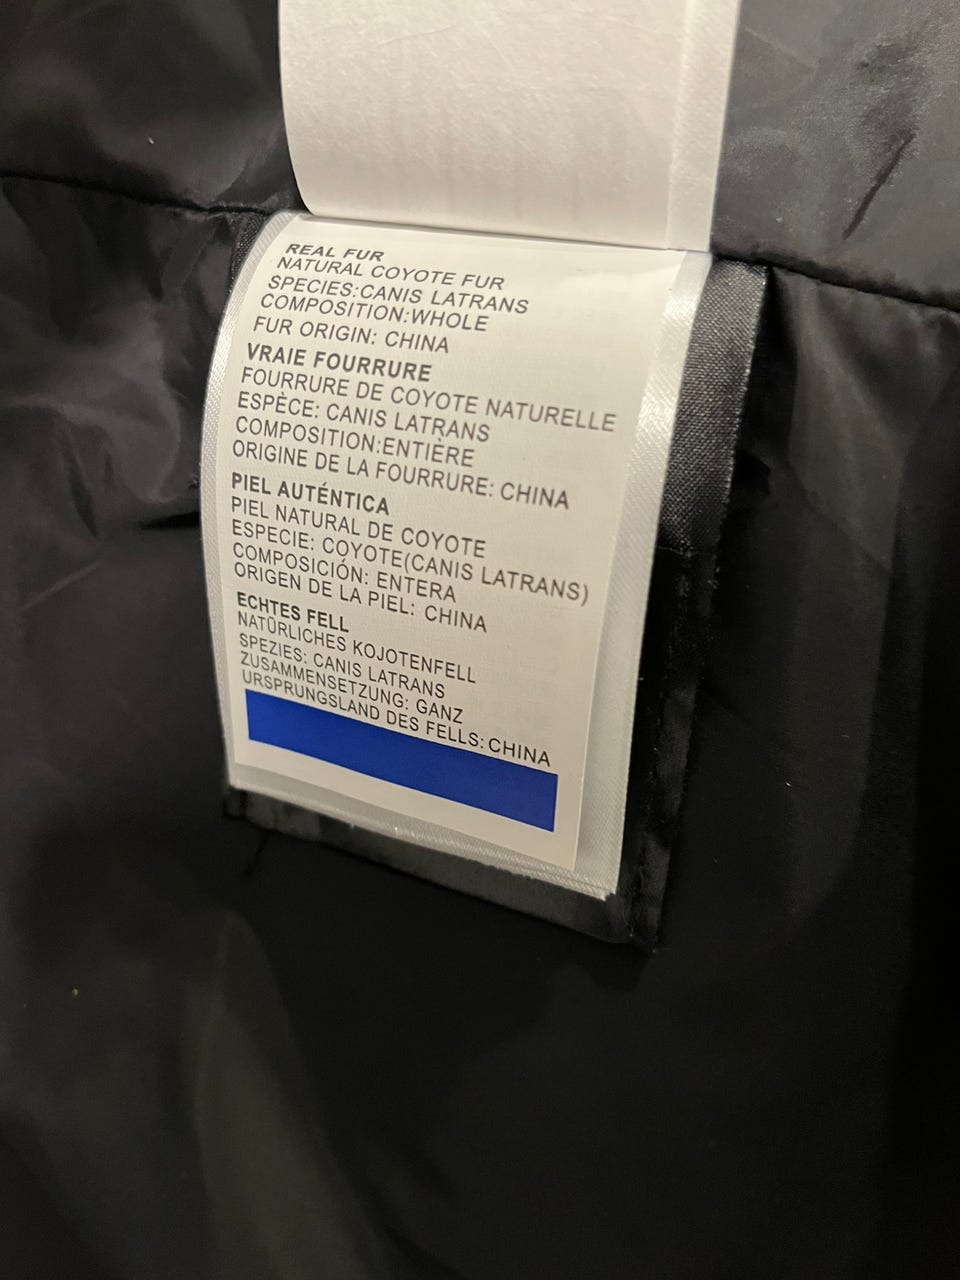 REAL FUR
NATURAL COYOTE FUR
SPECIES:CANIS LATRANS
COMPOSITION:WHOLE
FUR ORIGIN: CHINA
VRAIE FOURRURE
FOURRURE DE COYOTE NATURELLE
ESPÈCE: CANIS LATRANS
COMPOSITION:ENTIÈRE
ORIGINE DE LA FOURRURE: CHINA
PIEL AUTÉNTICA
PIEL NATURAL DE COYOTE
ESPECIE: COYOTE(CANIS LATRANS)
COMPOSICIÓN: ENTERA
ORIGEN DE LA PIEL: CHINA
ECHTES FELL
NATÜRLICHES KOJOTENFELL
SPEZIES: CANIS LATRANS
ZUSAMMENSETZUNG: GANZ
URSPRUNGSLAND DES FELLS: CHINA